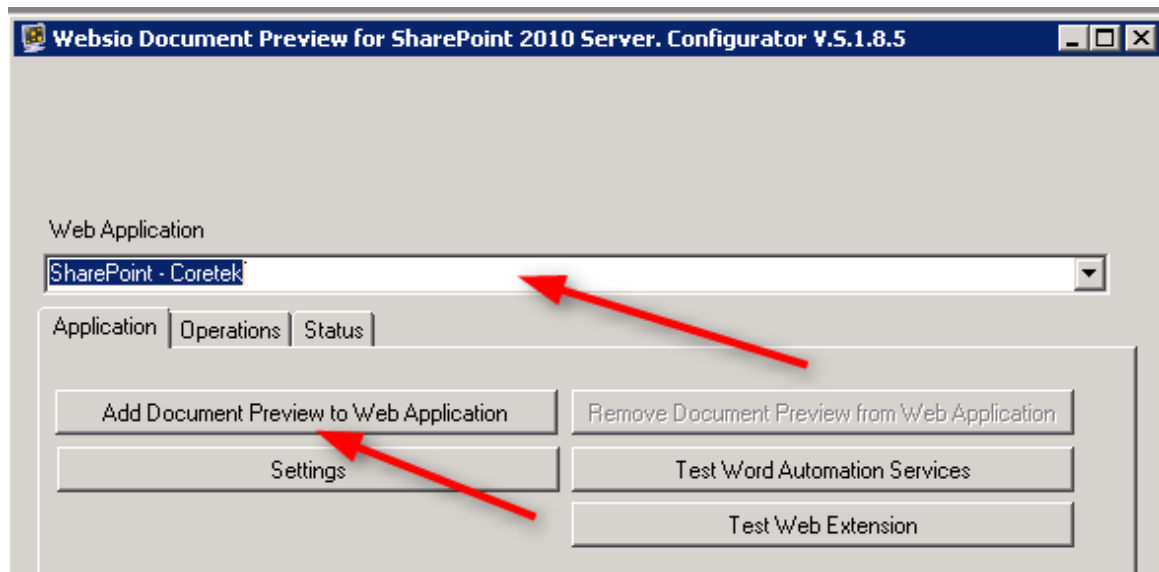 Websio Document Preview for SharePoint 2010 Server. Configurator V.S.1.8.5
Web Application
SharePoint - Coretek
Application Operations Status
Add Document Preview to Web Application Remove Document Preview from Web Application
Settings Test Word Automation Services
Test Web Extension